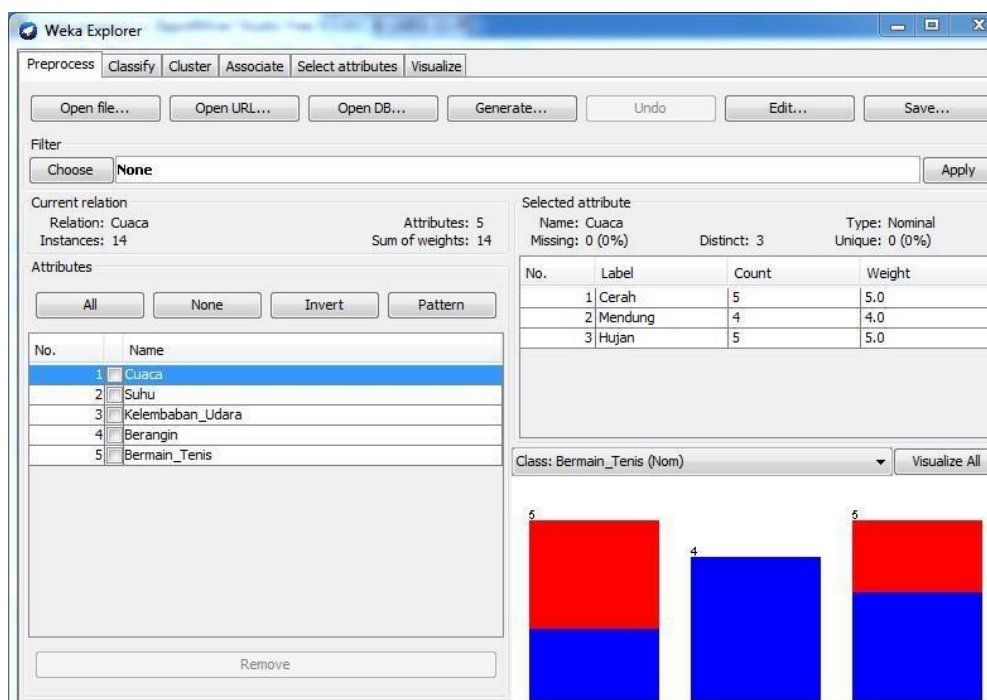 Weka Explorer
Preprocess Classify Cluster Associate Select attributes Visualize
Open file... Open URL... Open DB... Generate... Undo Edit... Save...
Filter
Choose None Apply
Current relation
Relation: Cuaca Attributes: 5
Instances: 14 Sum of weights: 14
Attributes
All None Invert Pattern
No. Name
1 Cuaca
2 Suhu
3 Kelembaban_Udara
4 Berangin
5 Bermain_Tenis
Remove
Selected attribute
Name: Cuaca Type: Nominal
Missing: 0 (0%) Distinct: 3 Unique: 0 (0%)
No. Label Count Weight
1 Cerah 5 5.0
2 Mendung 4 4.0
3 Hujan 5 5.0
Class: Bermain_Tenis (Nom) Visualize All
5 4 5